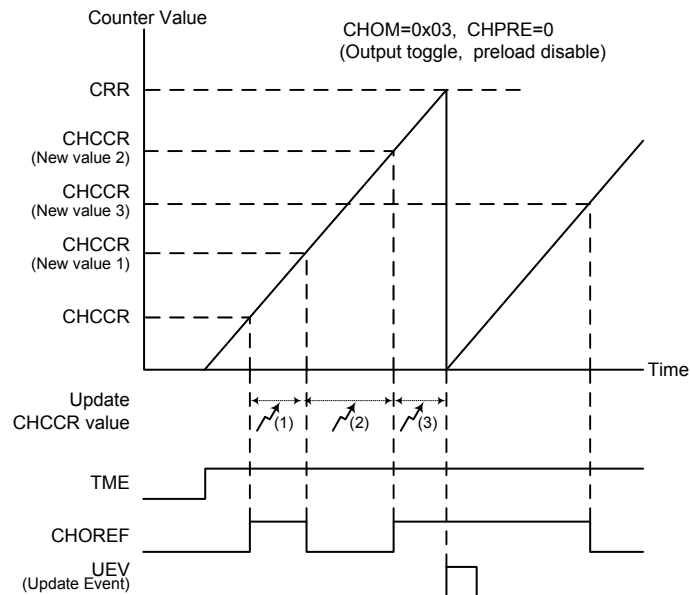 Counter Value
CHOM=0x03, CHPRE=0
(Output toggle, preload disable)
CRR
CHCCR
(New value 2)
CHCCR
(New value 3)
CHCCR
(New value 1)
CHCCR
Time
Update
CHCCR value
(1)
(2)
(3)
TME
CHOREF
UEV
(Update Event)